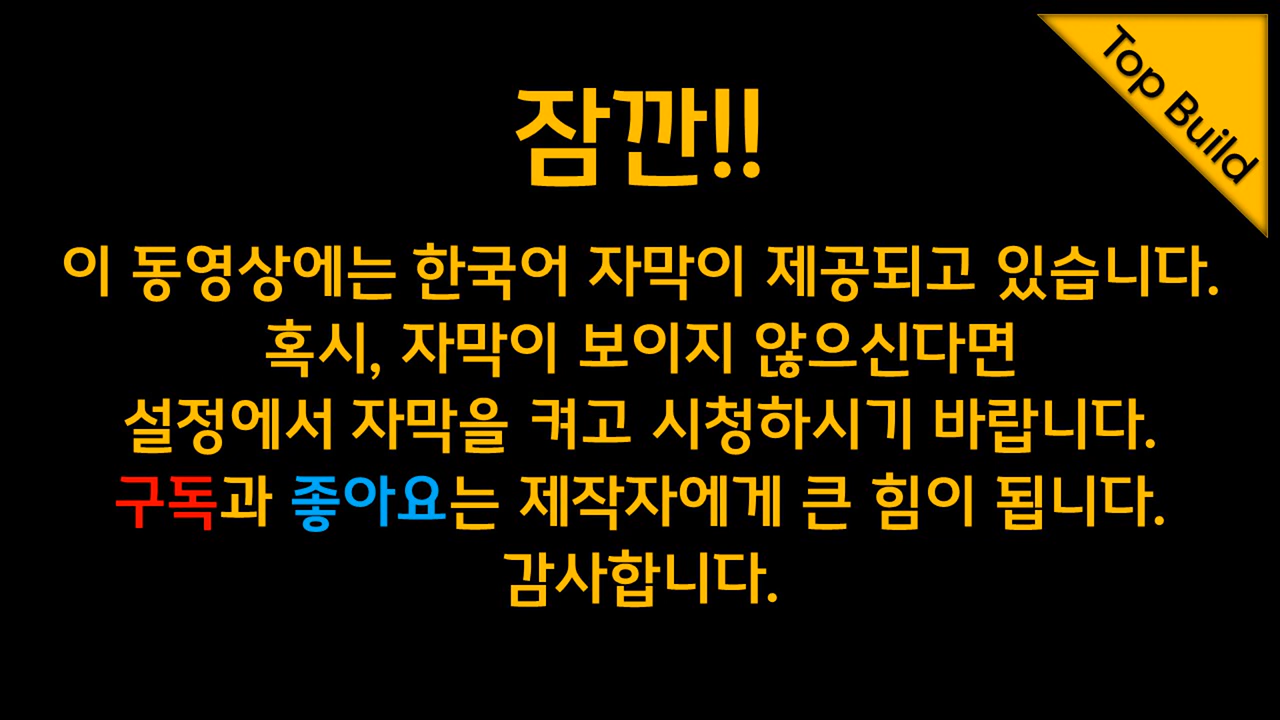 Top Build
잠깐!!
이 동영상에는 한국어 자막이 제공되고 있습니다.
혹시, 자막이 보이지 않으신다면
설정에서 자막을 켜고 시청하시기 바랍니다.
구독과 좋아요는 제작자에게 큰 힘이 됩니다.
감사합니다.